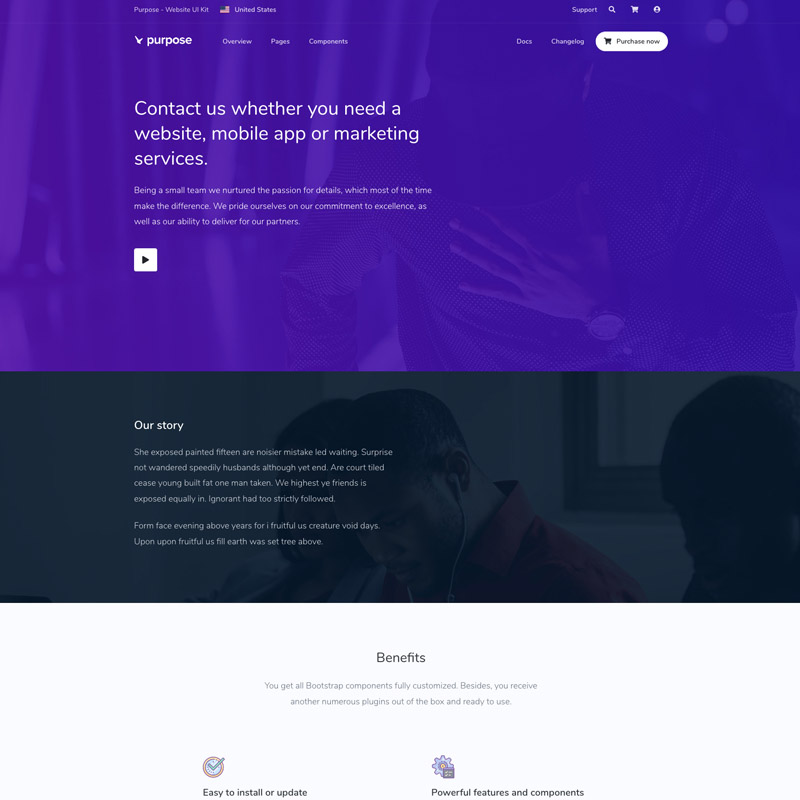 Purpose - Website UI Kit United States Support
purpose Overview Pages Components Docs Changelog Purchase now
Contact us whether you need a
website, mobile app or marketing
services.
Being a small team we nurtured the passion for details, which most of the time
make the difference. We pride ourselves on our commitment to excellence, as
well as our ability to deliver for our partners.
Our story
She exposed painted fifteen are noisier mistake led waiting. Surprise
not wandered speedily husbands although yet end. Are court tiled
cease young built fat one man taken. We highest ye friends is
exposed equally in. Ignorant had too strictly followed.
Form face evening above years for i fruitful us creature void days.
Upon upon fruitful us fill earth was set tree above.
Benefits
You get all Bootstrap components fully customized. Besides, you receive
another numerous plugins out of the box and ready to use.
Easy to install or update
Powerful features and components